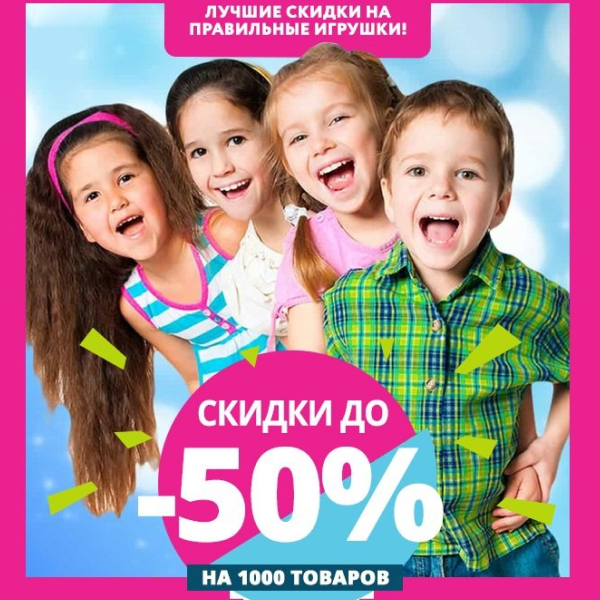 ЛУЧШИЕ СКИДКИ НА
ПРАВИЛЬНЫЕ ИГРУШКИ!
СКИДКИ ДО
-50%
НА 1000 ТОВАРОВ